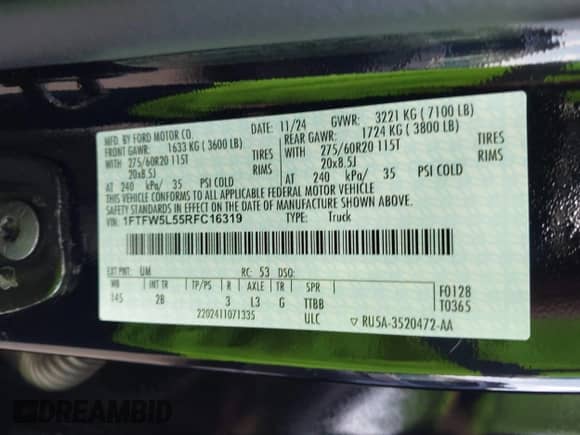 MFD. BY FORD MOTOR CO.
DATE: 11/24 GVWR: 3221 KG ( 7100 LB)
FRONT GAWR: 1633 KG ( 3600 LB)
REAR GAWR: 1724 KG ( 3800 LB)
WITH 275/60R20 115T TIRES
WITH 275/60R20 115T TIRES
20x8.5J RIMS
20x8.5J RIMS
AT 240 kPa/ 35 PSI COLD
AT 240 kPa/ 35 PSI COLD
THIS VEHICLE CONFORMS TO ALL APPLICABLE FEDERAL MOTOR VEHICLE
SAFETY STANDARDS IN EFFECT ON THE DATE OF MANUFACTURE SHOWN ABOVE.
VIN: 1FTFW5L55RFC16319 TYPE: Truck
EXT PNT: UM RC: 53 DSO:
WB INT TR TP/PS R AXLE TR SPR
145 2B 3 L3 G TTBB
F0128
T0365
2202411071335 ULC ▽ RU5A-3520472-AA
DREAMBID